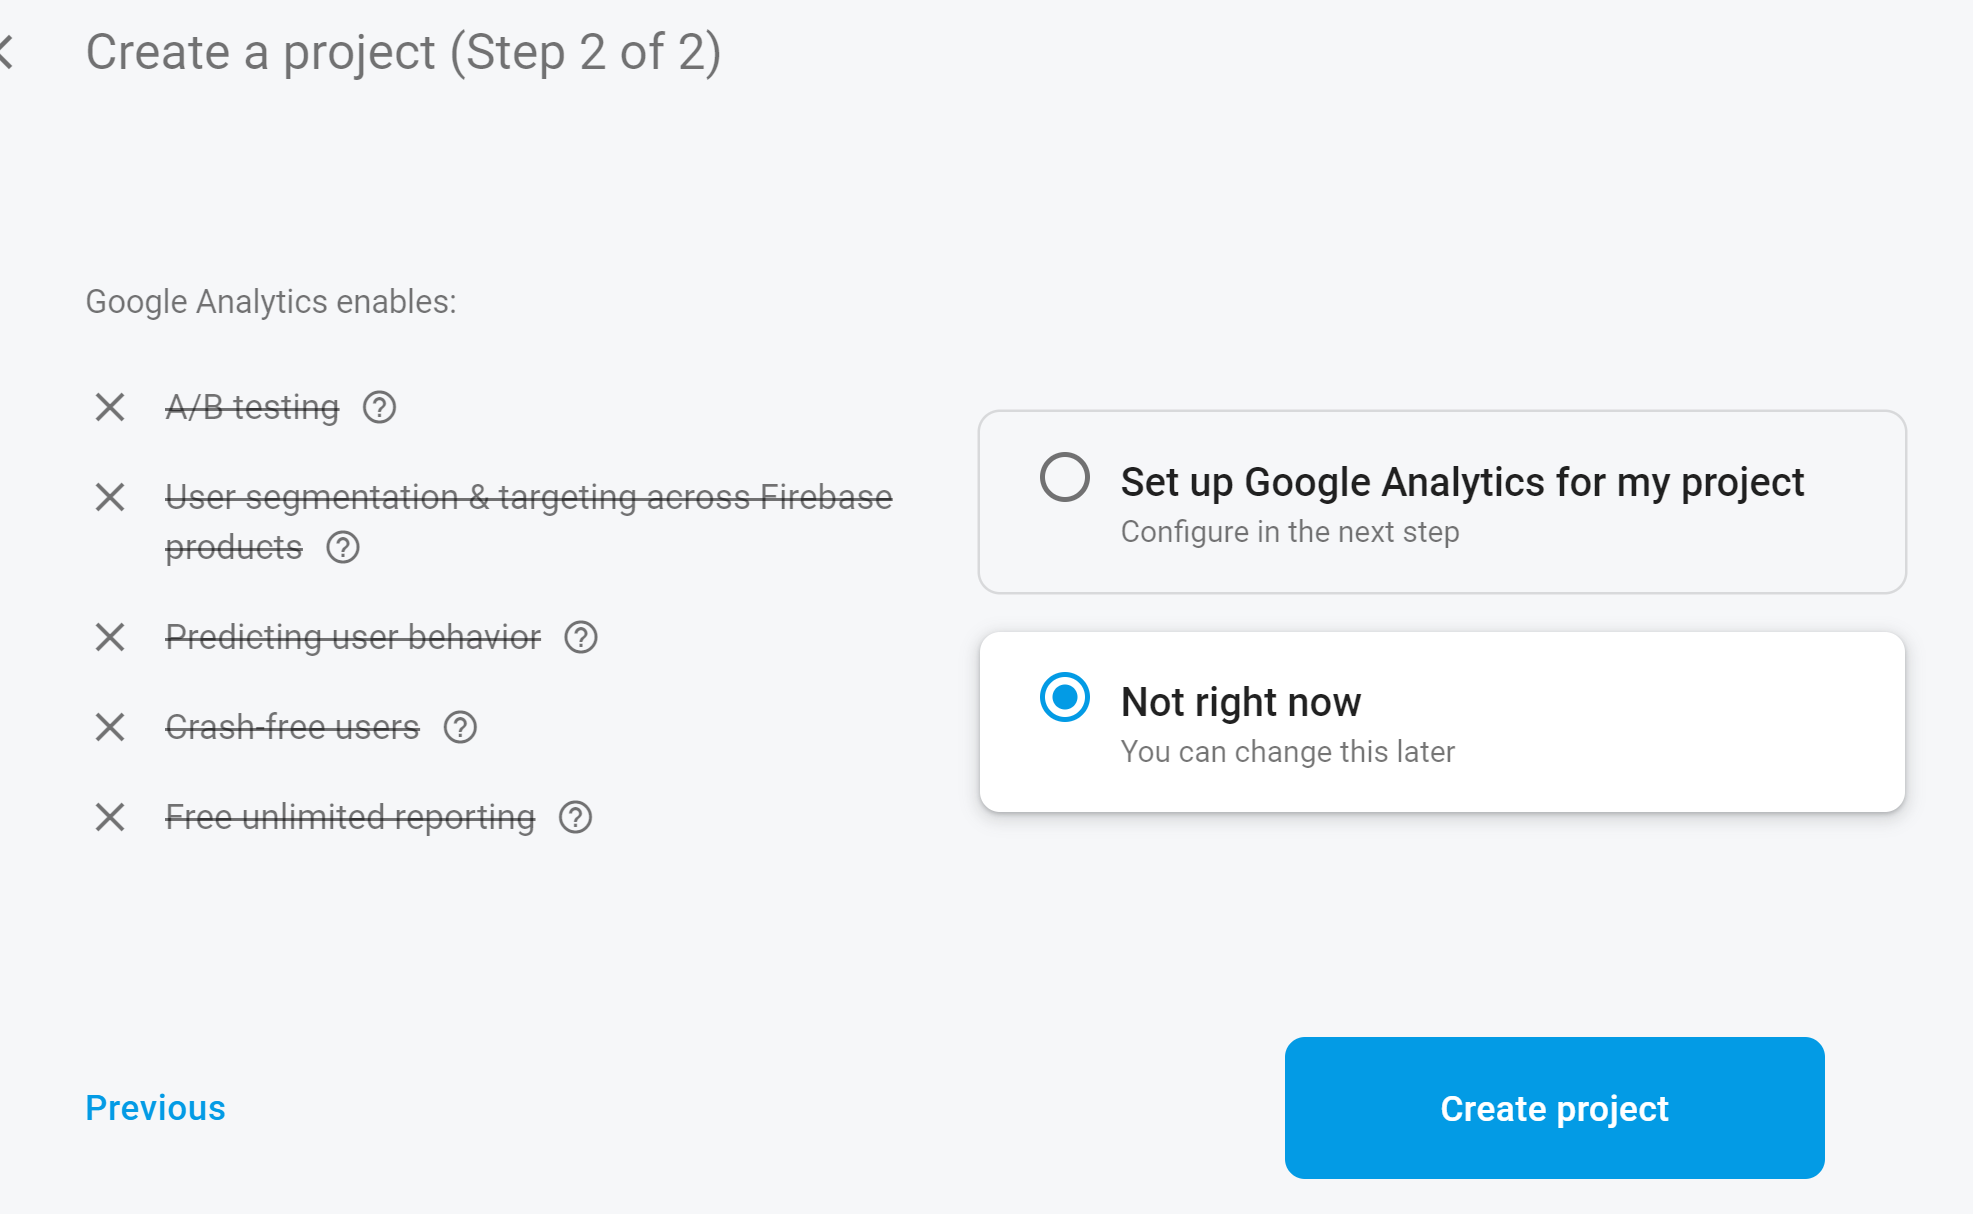 Create a project (Step 2 of 2)
Google Analytics enables:
A/B testing
User segmentation & targeting across Firebase
products
Predicting user behavior
Crash-free users
Free unlimited reporting
Set up Google Analytics for my project
Configure in the next step
Not right now
You can change this later
Previous
Create project